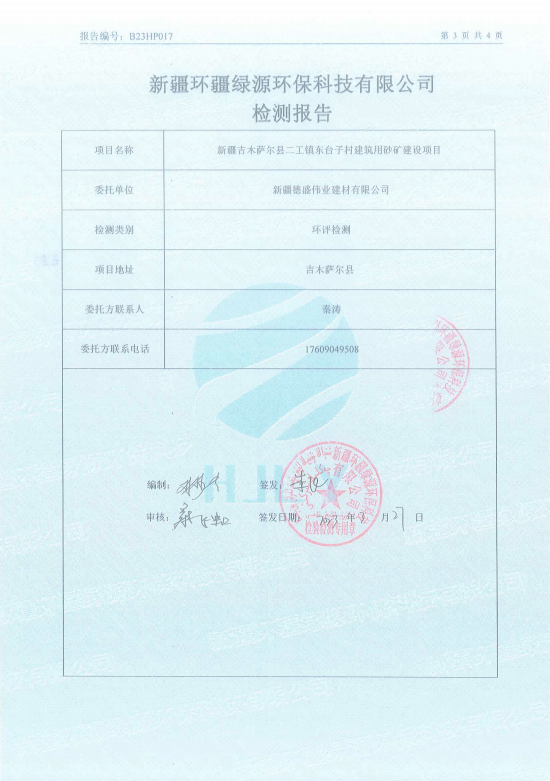 报告编号：B23HP017
第 3 页 共 4 页
新疆环疆绿源环保科技有限公司
检测报告
项目名称 新疆吉木萨尔县二工镇东台子村建筑用砂矿建设项目
委托单位 新疆德盛伟业建材有限公司
检测类别 环评检测
项目地址 吉木萨尔县
委托方联系人 秦涛
委托方联系电话 17609049508
编制： 签发：
审核： 签发日期： 2023 年 月 27 日
HJLH